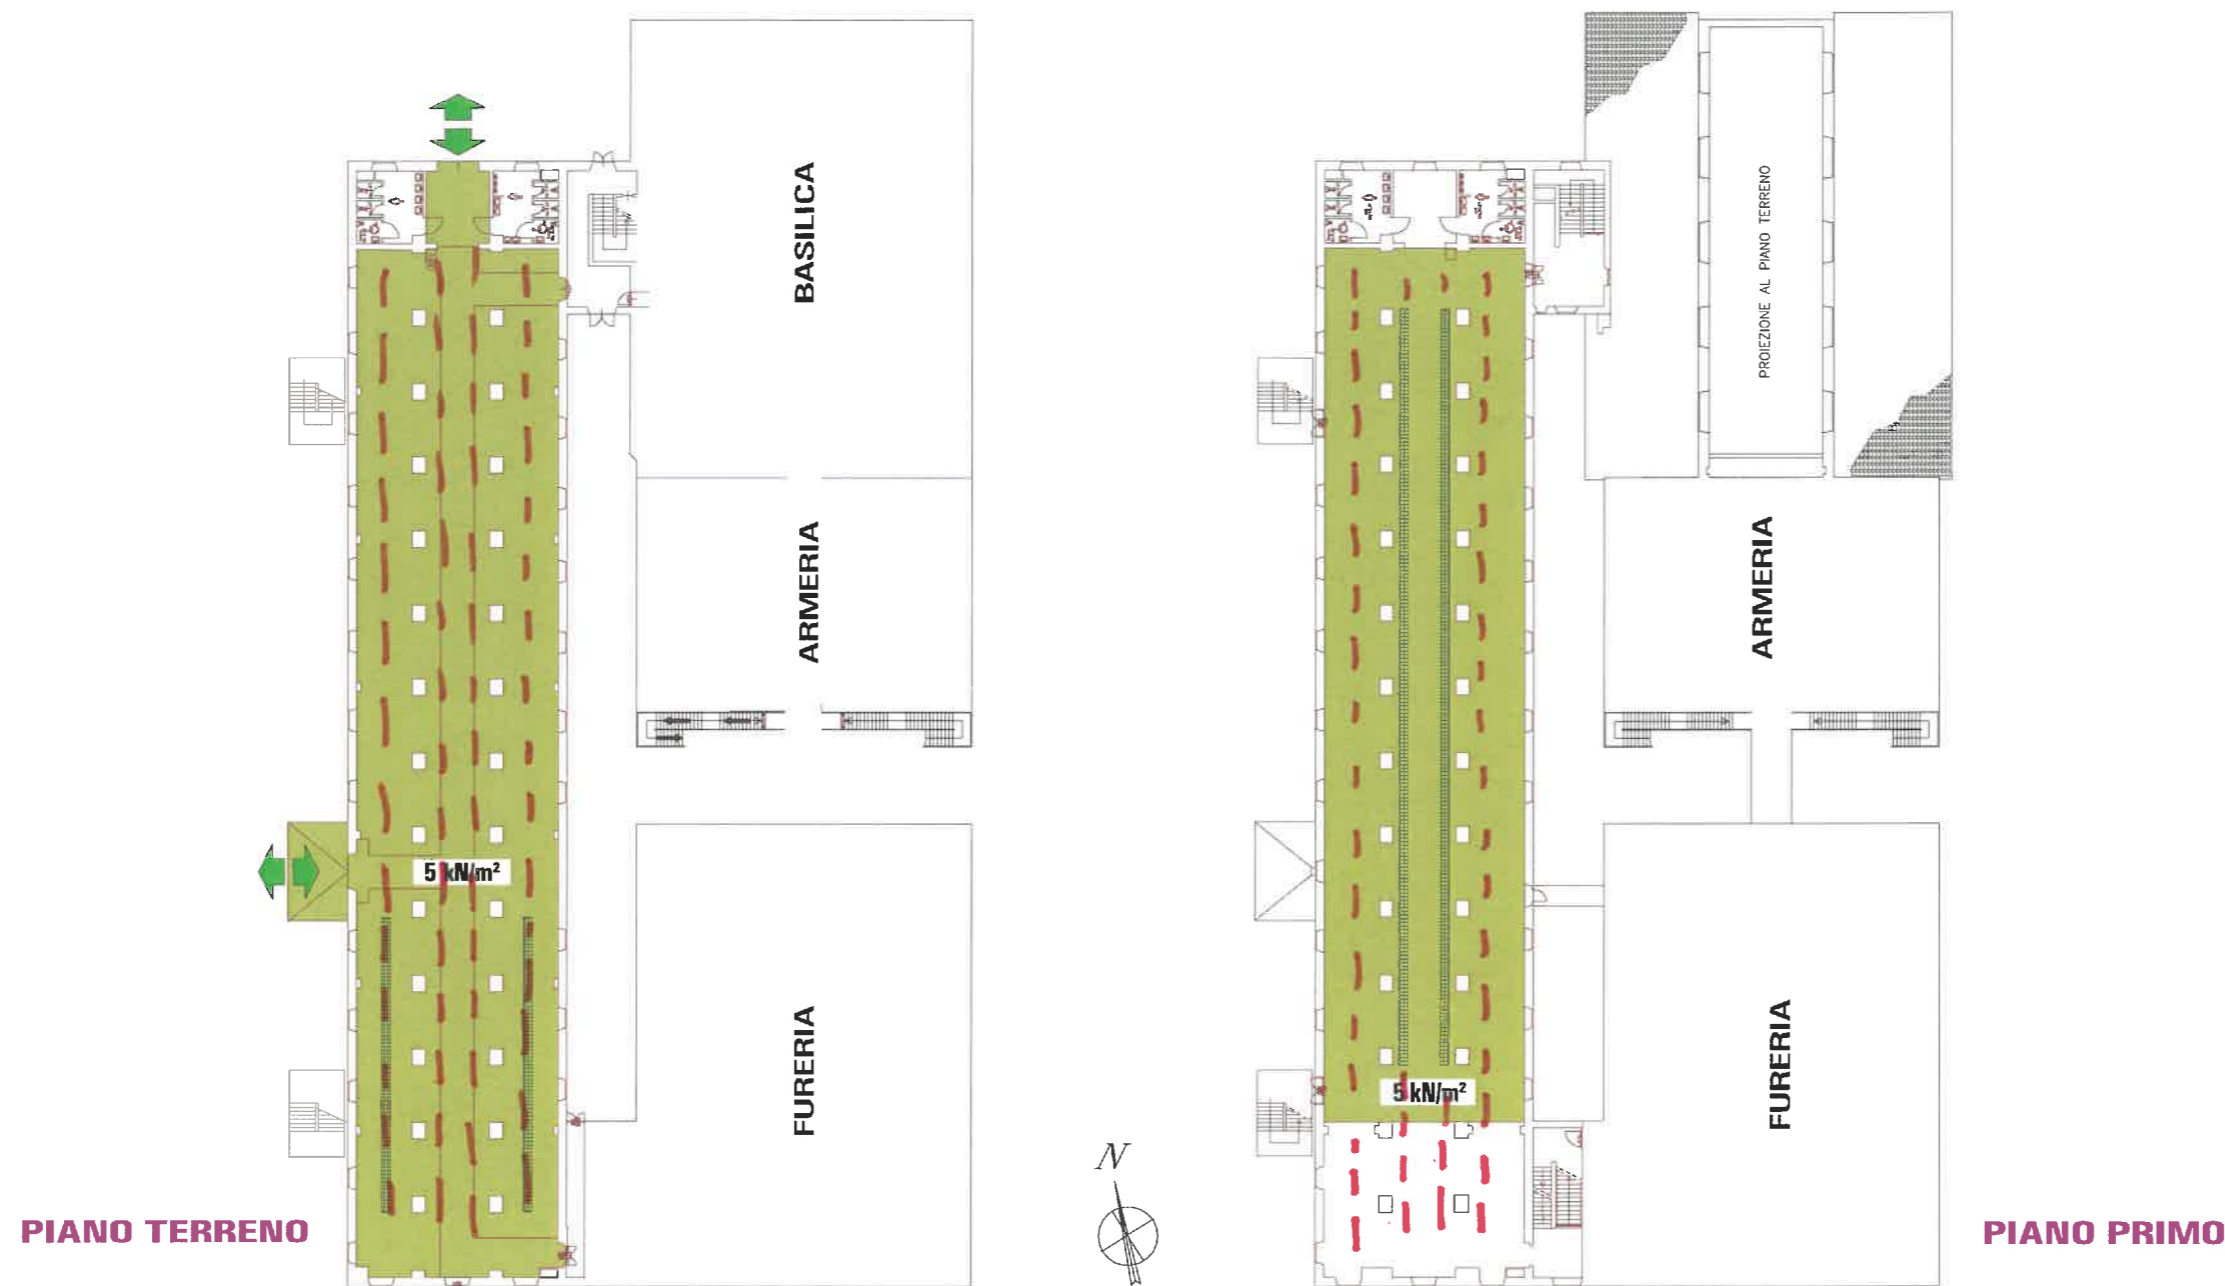 BASILICA
ARMERIA
FURERIA
5 kN/m²
PIANO TERRENO
N
PROIEZIONE AL PIANO TERRENO
ARMERIA
FURERIA
5 kN/m²
PIANO PRIMO